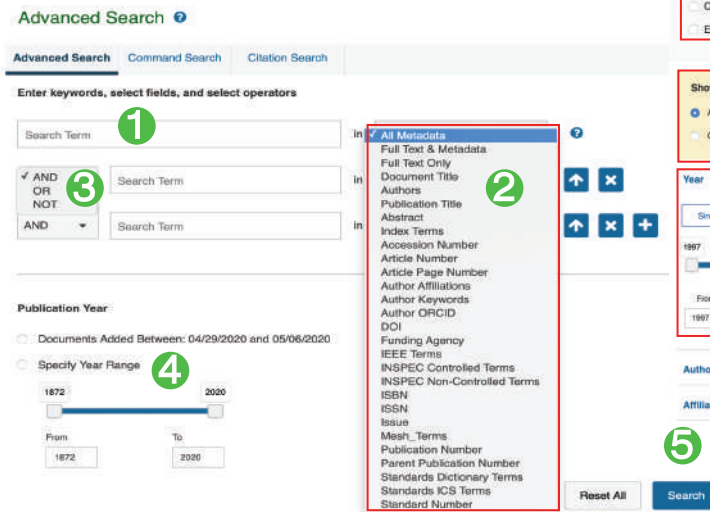 Advanced Search ?
Advanced Search Command Search Citation Search
Enter keywords, select fields, and select operators
1
Search Term in ✓ All Metadata ?
Full Text & Metadata
Full Text Only
Document Title
Authors
Publication Title
Abstract
Index Terms
Accession Number
Article Number
Article Page Number
Author Affiliations
Author Keywords
Author ORCID
DOI
Funding Agency
IEEE Terms
INSPEC Controlled Terms
INSPEC Non-Controlled Terms
ISBN
ISSN
Issue
Mesh_Terms
Publication Number
Parent Publication Number
Standards Dictionary Terms
Standards ICS Terms
Standard Number
2
✓ AND
OR
NOT
3
Search Term in
AND Search Term in
Publication Year
Documents Added Between: 04/29/2020 and 05/06/2020
Specify Year Range
4
1872 2020
From To
1872 2020
Reset All Search
5
C
E
Sho
A
Year
Sin
1997
Fro
1997
Autho
Affilia